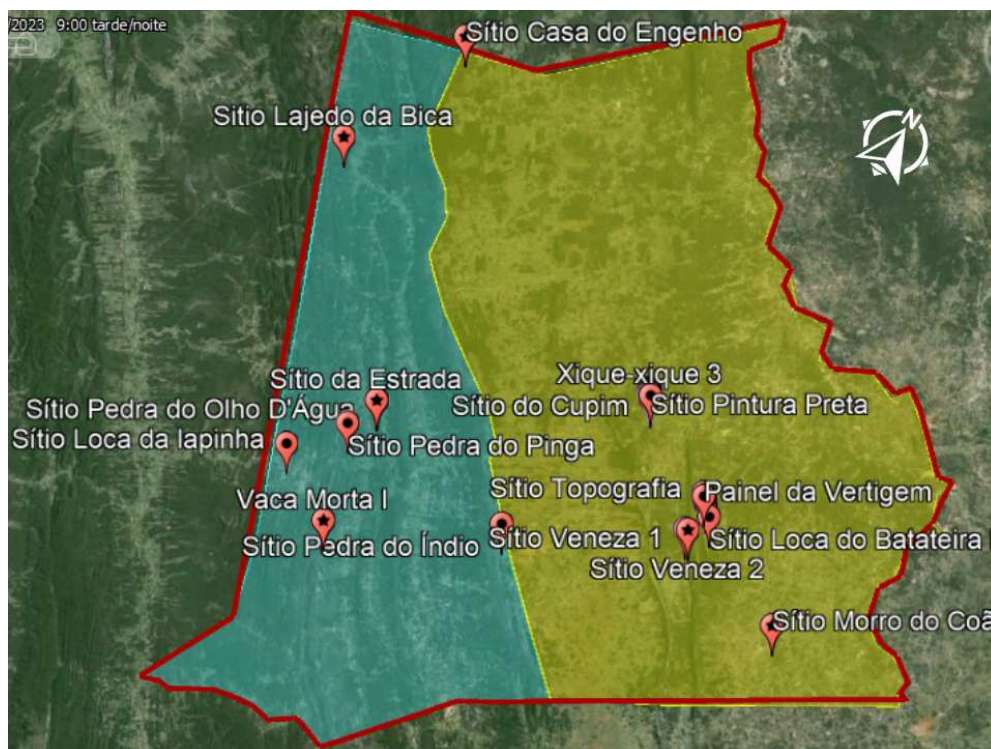 /2023 9:00 tarde/noite
Sítio Casa do Engenho
N
Sitio Lajedo da Bica
Xique-xique 3
Sítio da Estrada
Sítio Pedra do Olho D'Água
Sítio do Cupim
Sítio Pintura Preta
Sítio Loca da lapinha
Sítio Pedra do Pinga
Vaca Morta I
Sítio Topografia
Painel da Vertigem
Sítio Pedra do Índio
Sítio Veneza 1
Sítio Loca do Batateira
Sítio Veneza 2
Sítio Morro do Coã